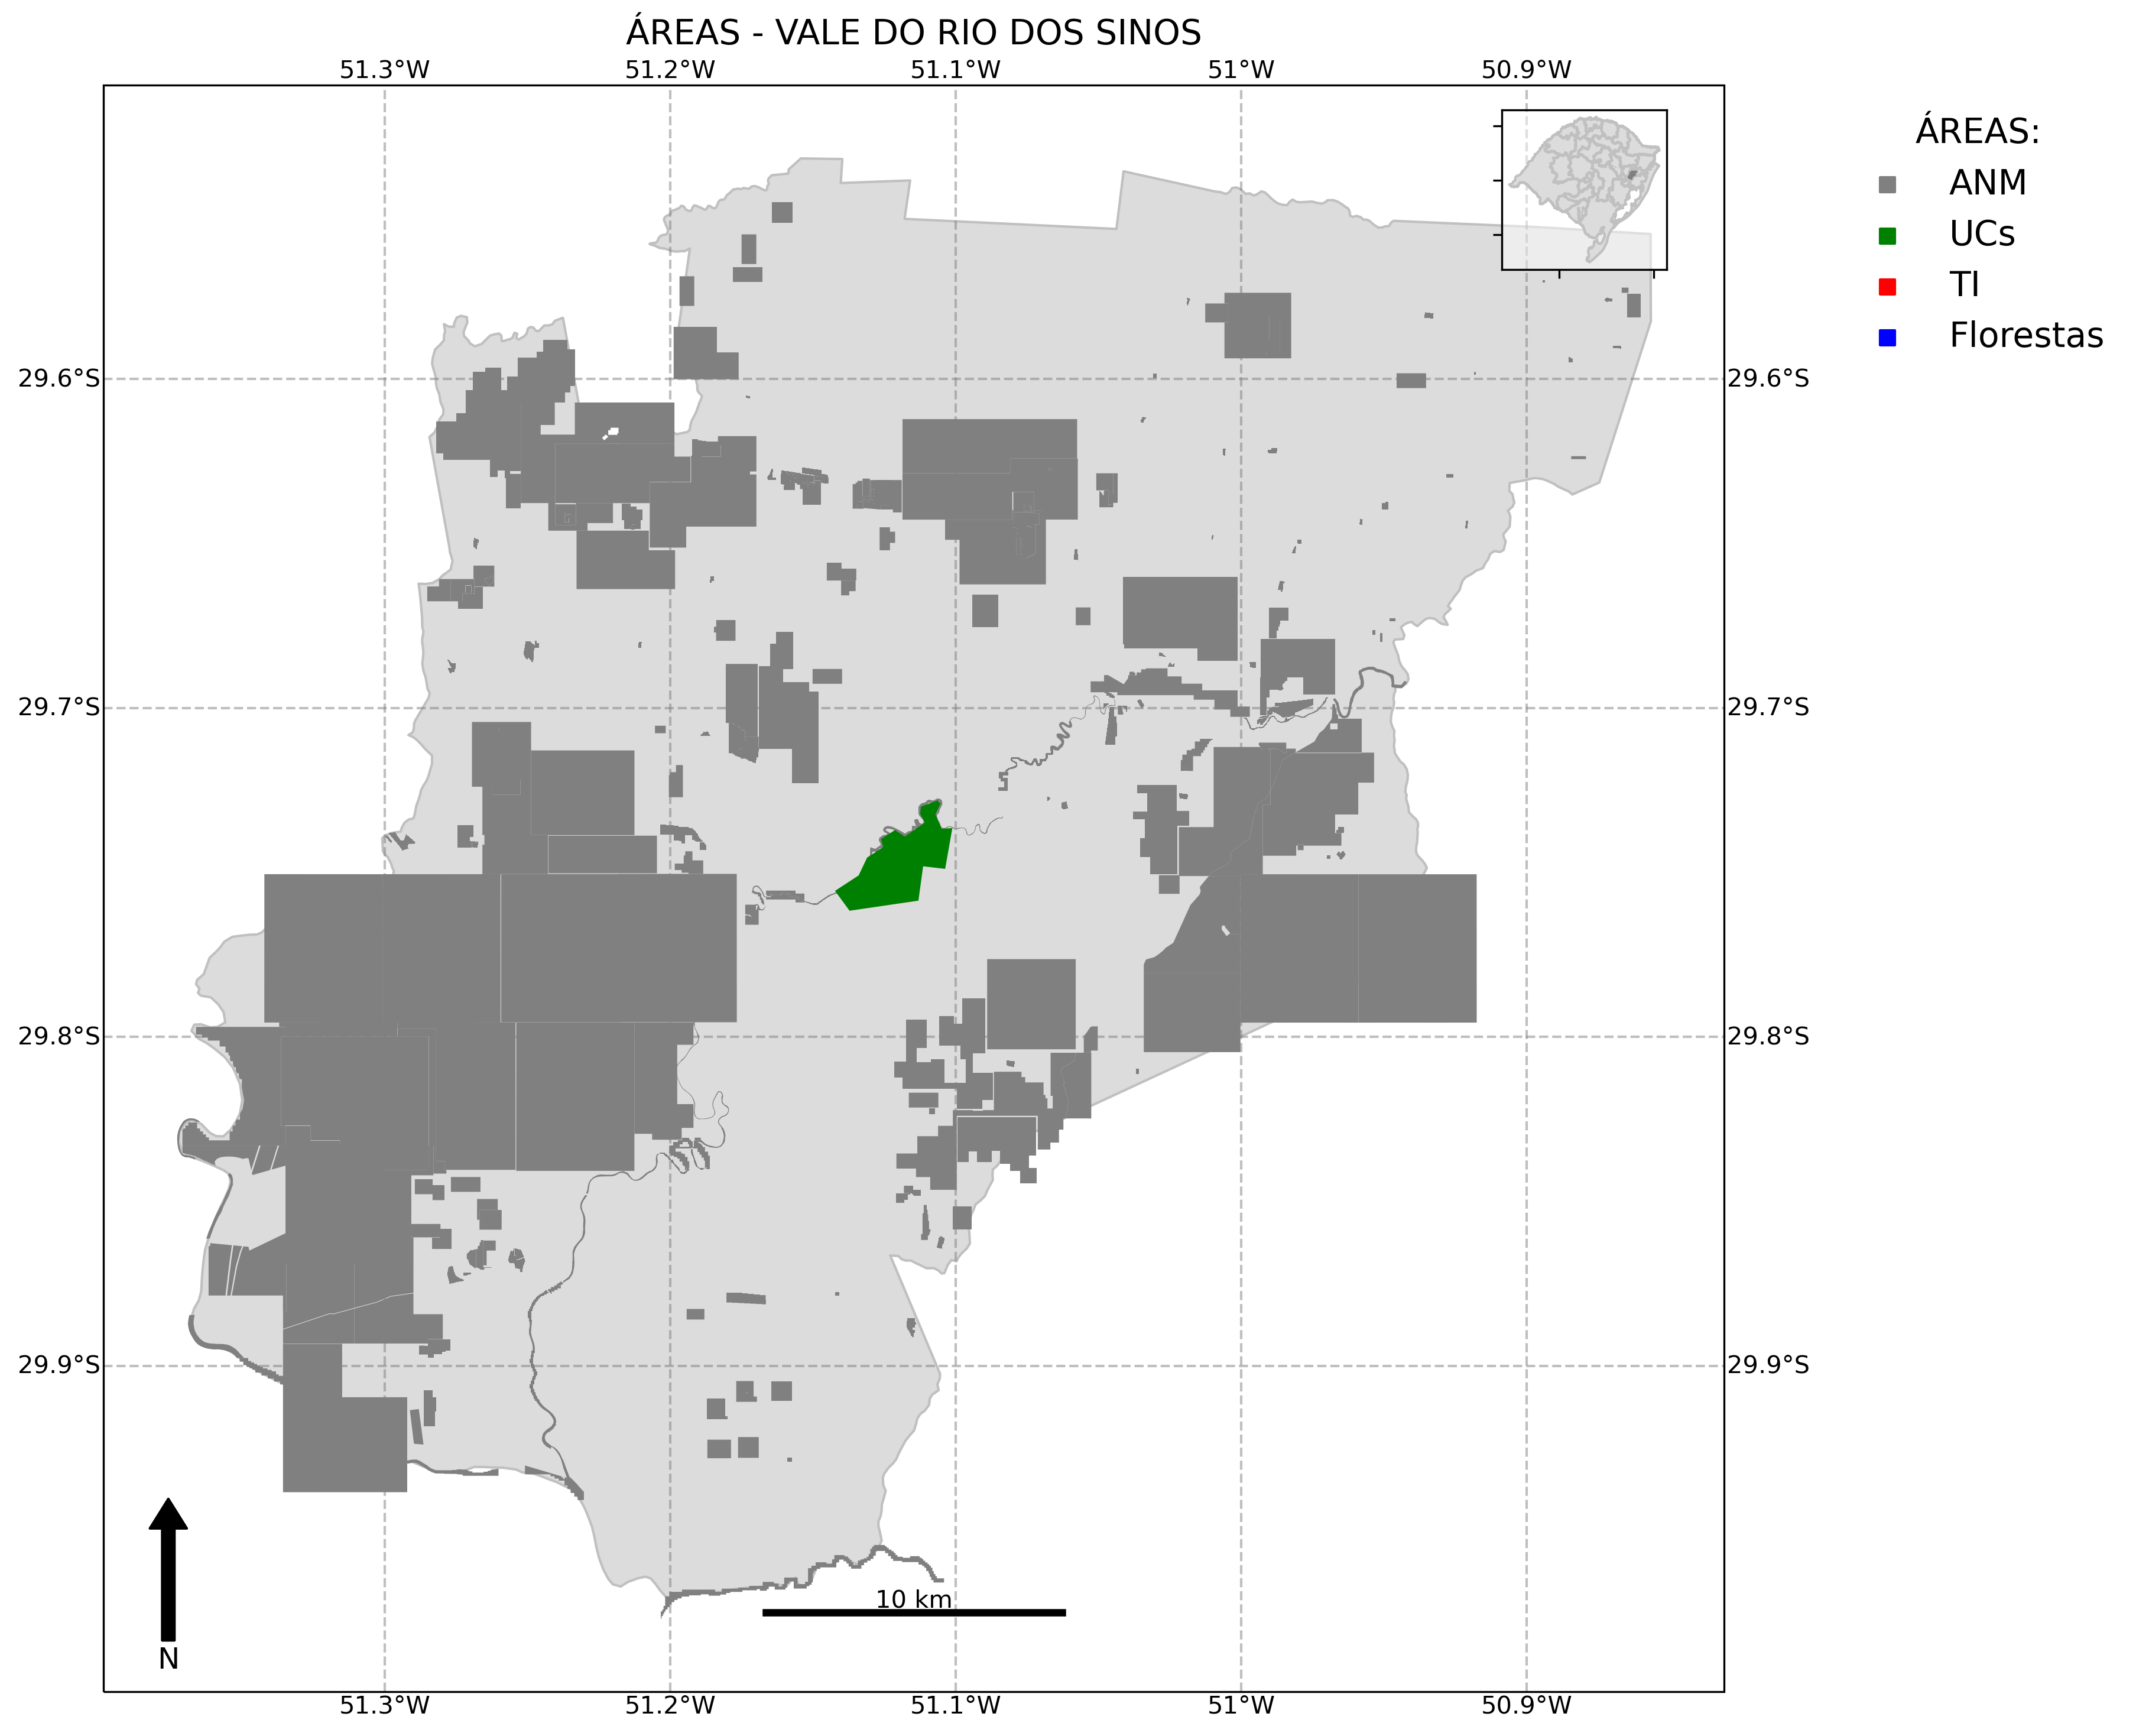 ÁREAS - VALE DO RIO DOS SINOS
51.3°W 51.2°W 51.1°W 51°W 50.9°W
ÁREAS:
ANM
UCs
TI
Florestas
29.6°S 29.6°S
29.7°S 29.7°S
29.8°S 29.8°S
29.9°S 29.9°S
10 km
N
51.3°W 51.2°W 51.1°W 51°W 50.9°W